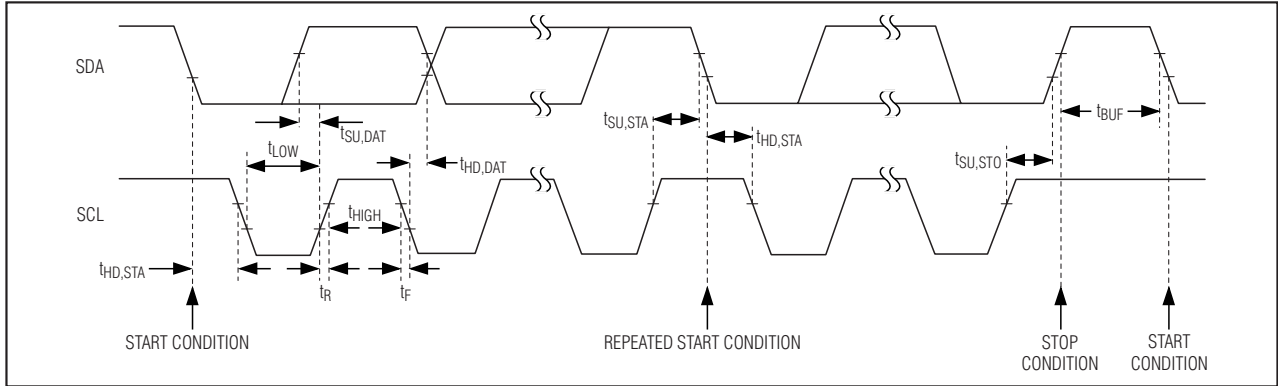 SDA
tSU,DAT
tSU,STA
tHD,STA
tBUF
tLOW
tHD,DAT
tSU,STO
SCL
tHIGH
tHD,STA
tR
tF
START CONDITION
REPEATED START CONDITION
STOP
CONDITION
START
CONDITION